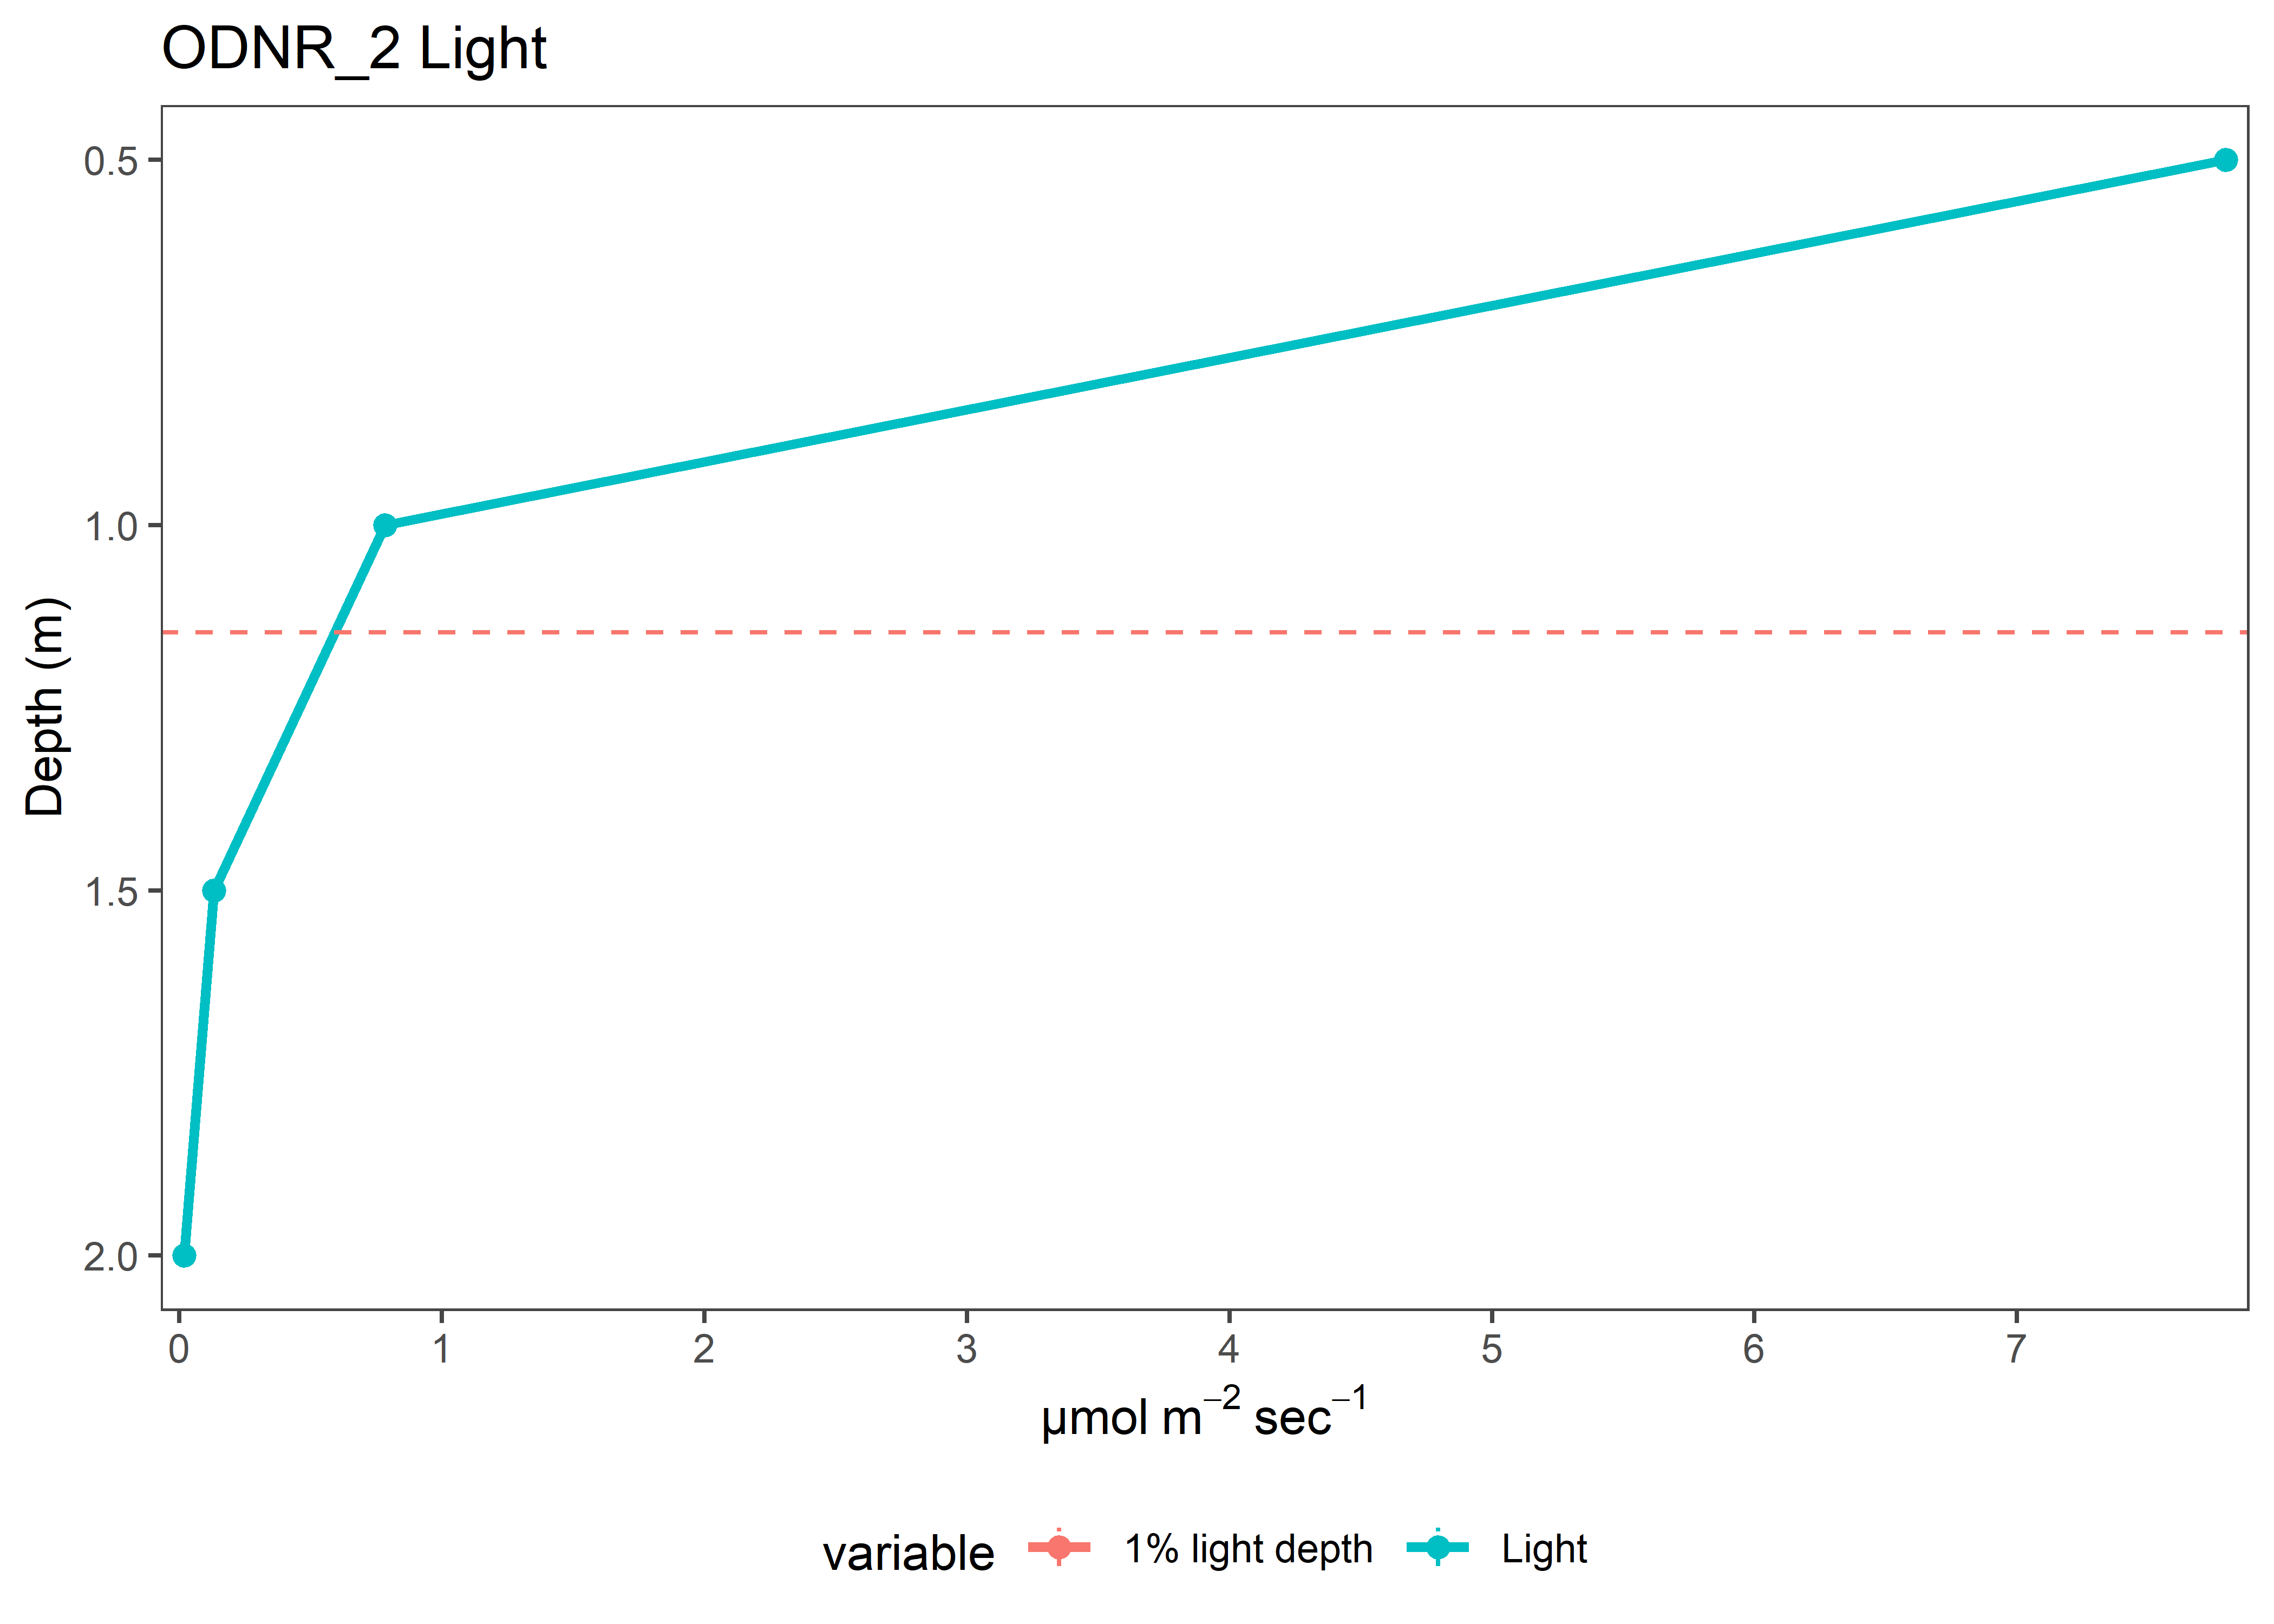 ODNR_2 Light
0.5
1.0
1.5
2.0
Depth (m)
0 1 2 3 4 5 6 7
µmol m⁻² sec⁻¹
variable 1% light depth Light